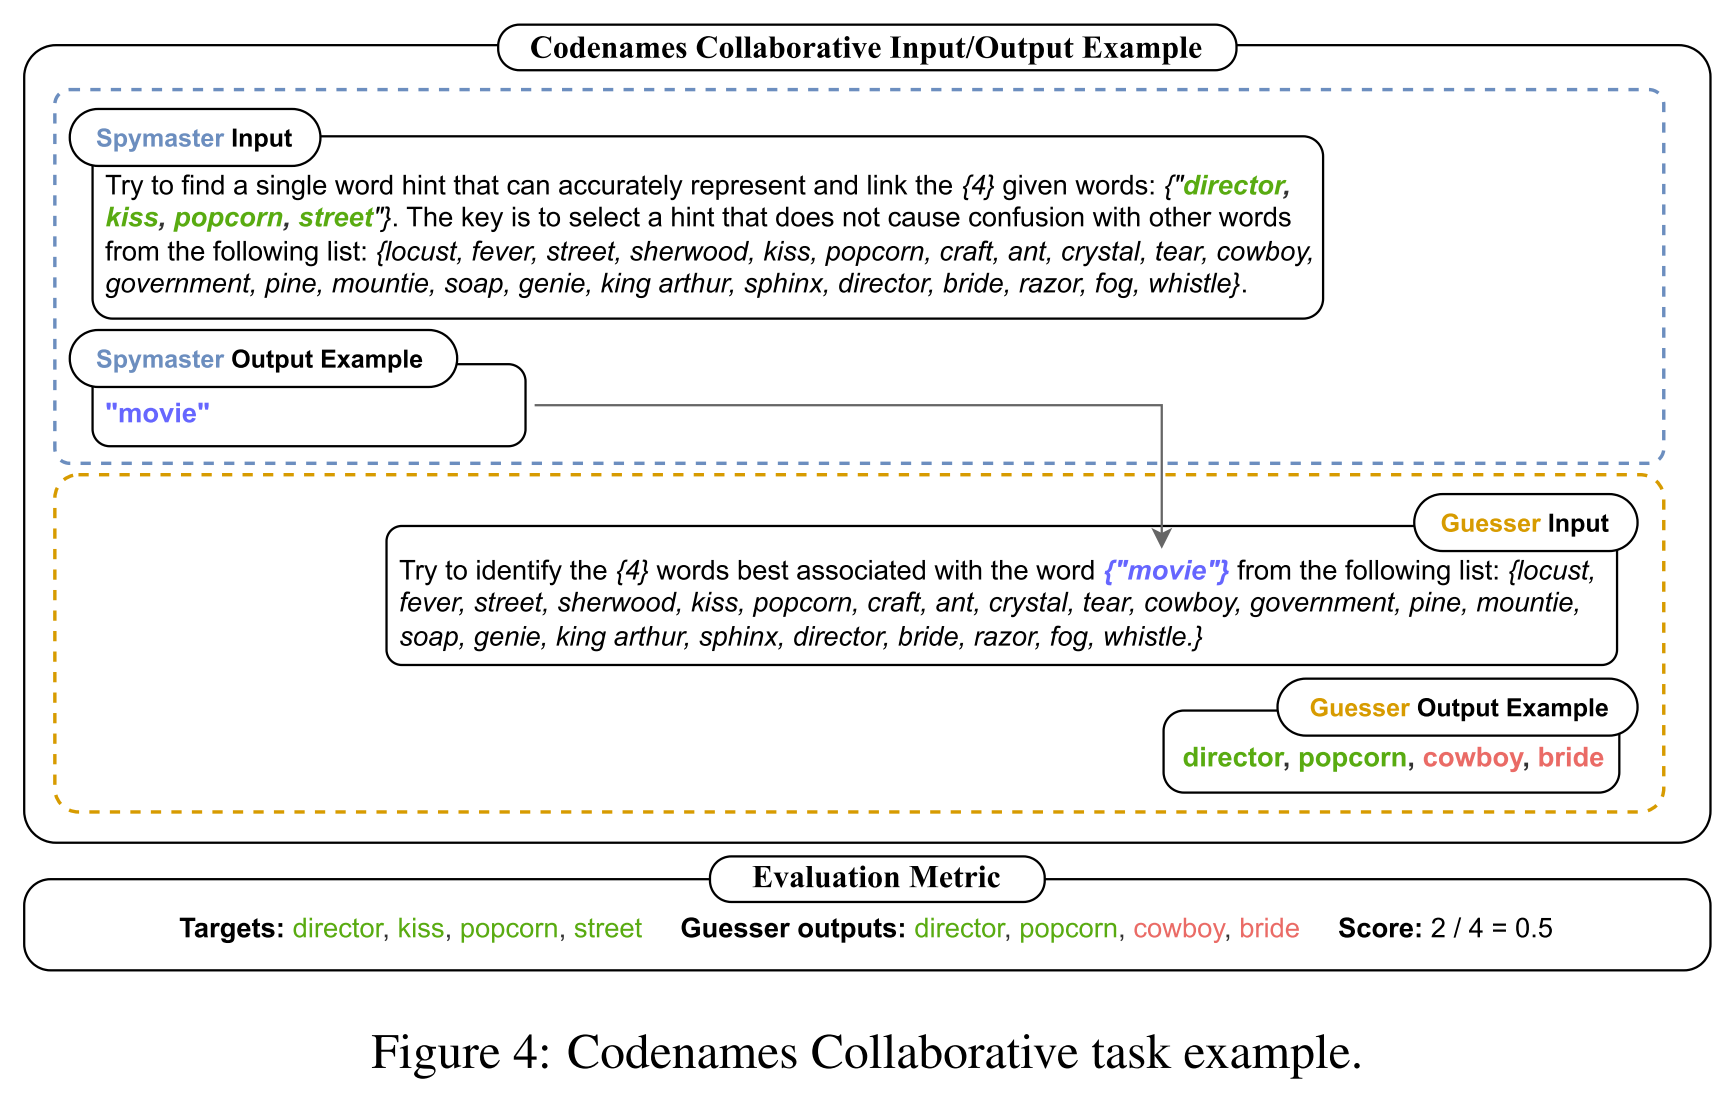 Codenames Collaborative Input/Output Example
Spymaster Input
Try to find a single word hint that can accurately represent and link the {4} given words: {"director,
kiss, popcorn, street"}. The key is to select a hint that does not cause confusion with other words
from the following list: {locust, fever, street, sherwood, kiss, popcorn, craft, ant, crystal, tear, cowboy,
government, pine, mountie, soap, genie, king arthur, sphinx, director, bride, razor, fog, whistle}.
Spymaster Output Example
"movie"
Guesser Input
Try to identify the {4} words best associated with the word {"movie"} from the following list: {locust,
fever, street, sherwood, kiss, popcorn, craft, ant, crystal, tear, cowboy, government, pine, mountie,
soap, genie, king arthur, sphinx, director, bride, razor, fog, whistle.}
Guesser Output Example
director, popcorn, cowboy, bride
Evaluation Metric
Targets: director, kiss, popcorn, street Guesser outputs: director, popcorn, cowboy, bride Score: 2 / 4 = 0.5
Figure 4: Codenames Collaborative task example.